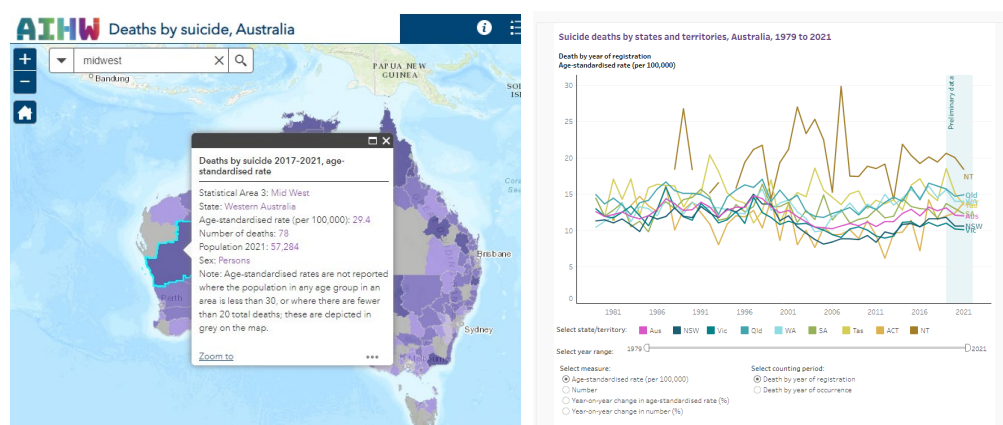 AIHW Deaths by suicide, Australia
midwest
Bandung
PAPUA NEW
GUINEA
Deaths by suicide 2017-2021, age-
standardised rate
Statistical Area 3: Mid West
State: Western Australia
Age-standardised rate (per 100,000): 29.4
Number of deaths: 78
Population 2021: 57,284
Sex: Persons
Note: Age-standardised rates are not reported
where the population in any age group in an
area is less than 30, or where there are fewer
than 20 total deaths; these are depicted in
grey on the map.
Zoom to
Perth
Brisbane
Sydney
Suicide deaths by states and territories, Australia, 1979 to 2021
Death by year of registration
Age-standardised rate (per 100,000)
30
25
20
15
10
5
0
Preliminary data
NT
Qld
NSW
Vic
1981 1986 1991 1996 2001 2006 2011 2016 2021
Select state/territory: Aus NSW Vic Qld WA SA Tas ACT NT
Select year range: 1979 2021
Select measure: Select counting period:
Age-standardised rate (per 100,000) Death by year of registration
Number Death by year of occurrence
Year-on-year change in age-standardised rate (%)
Year-on-year change in number (%)